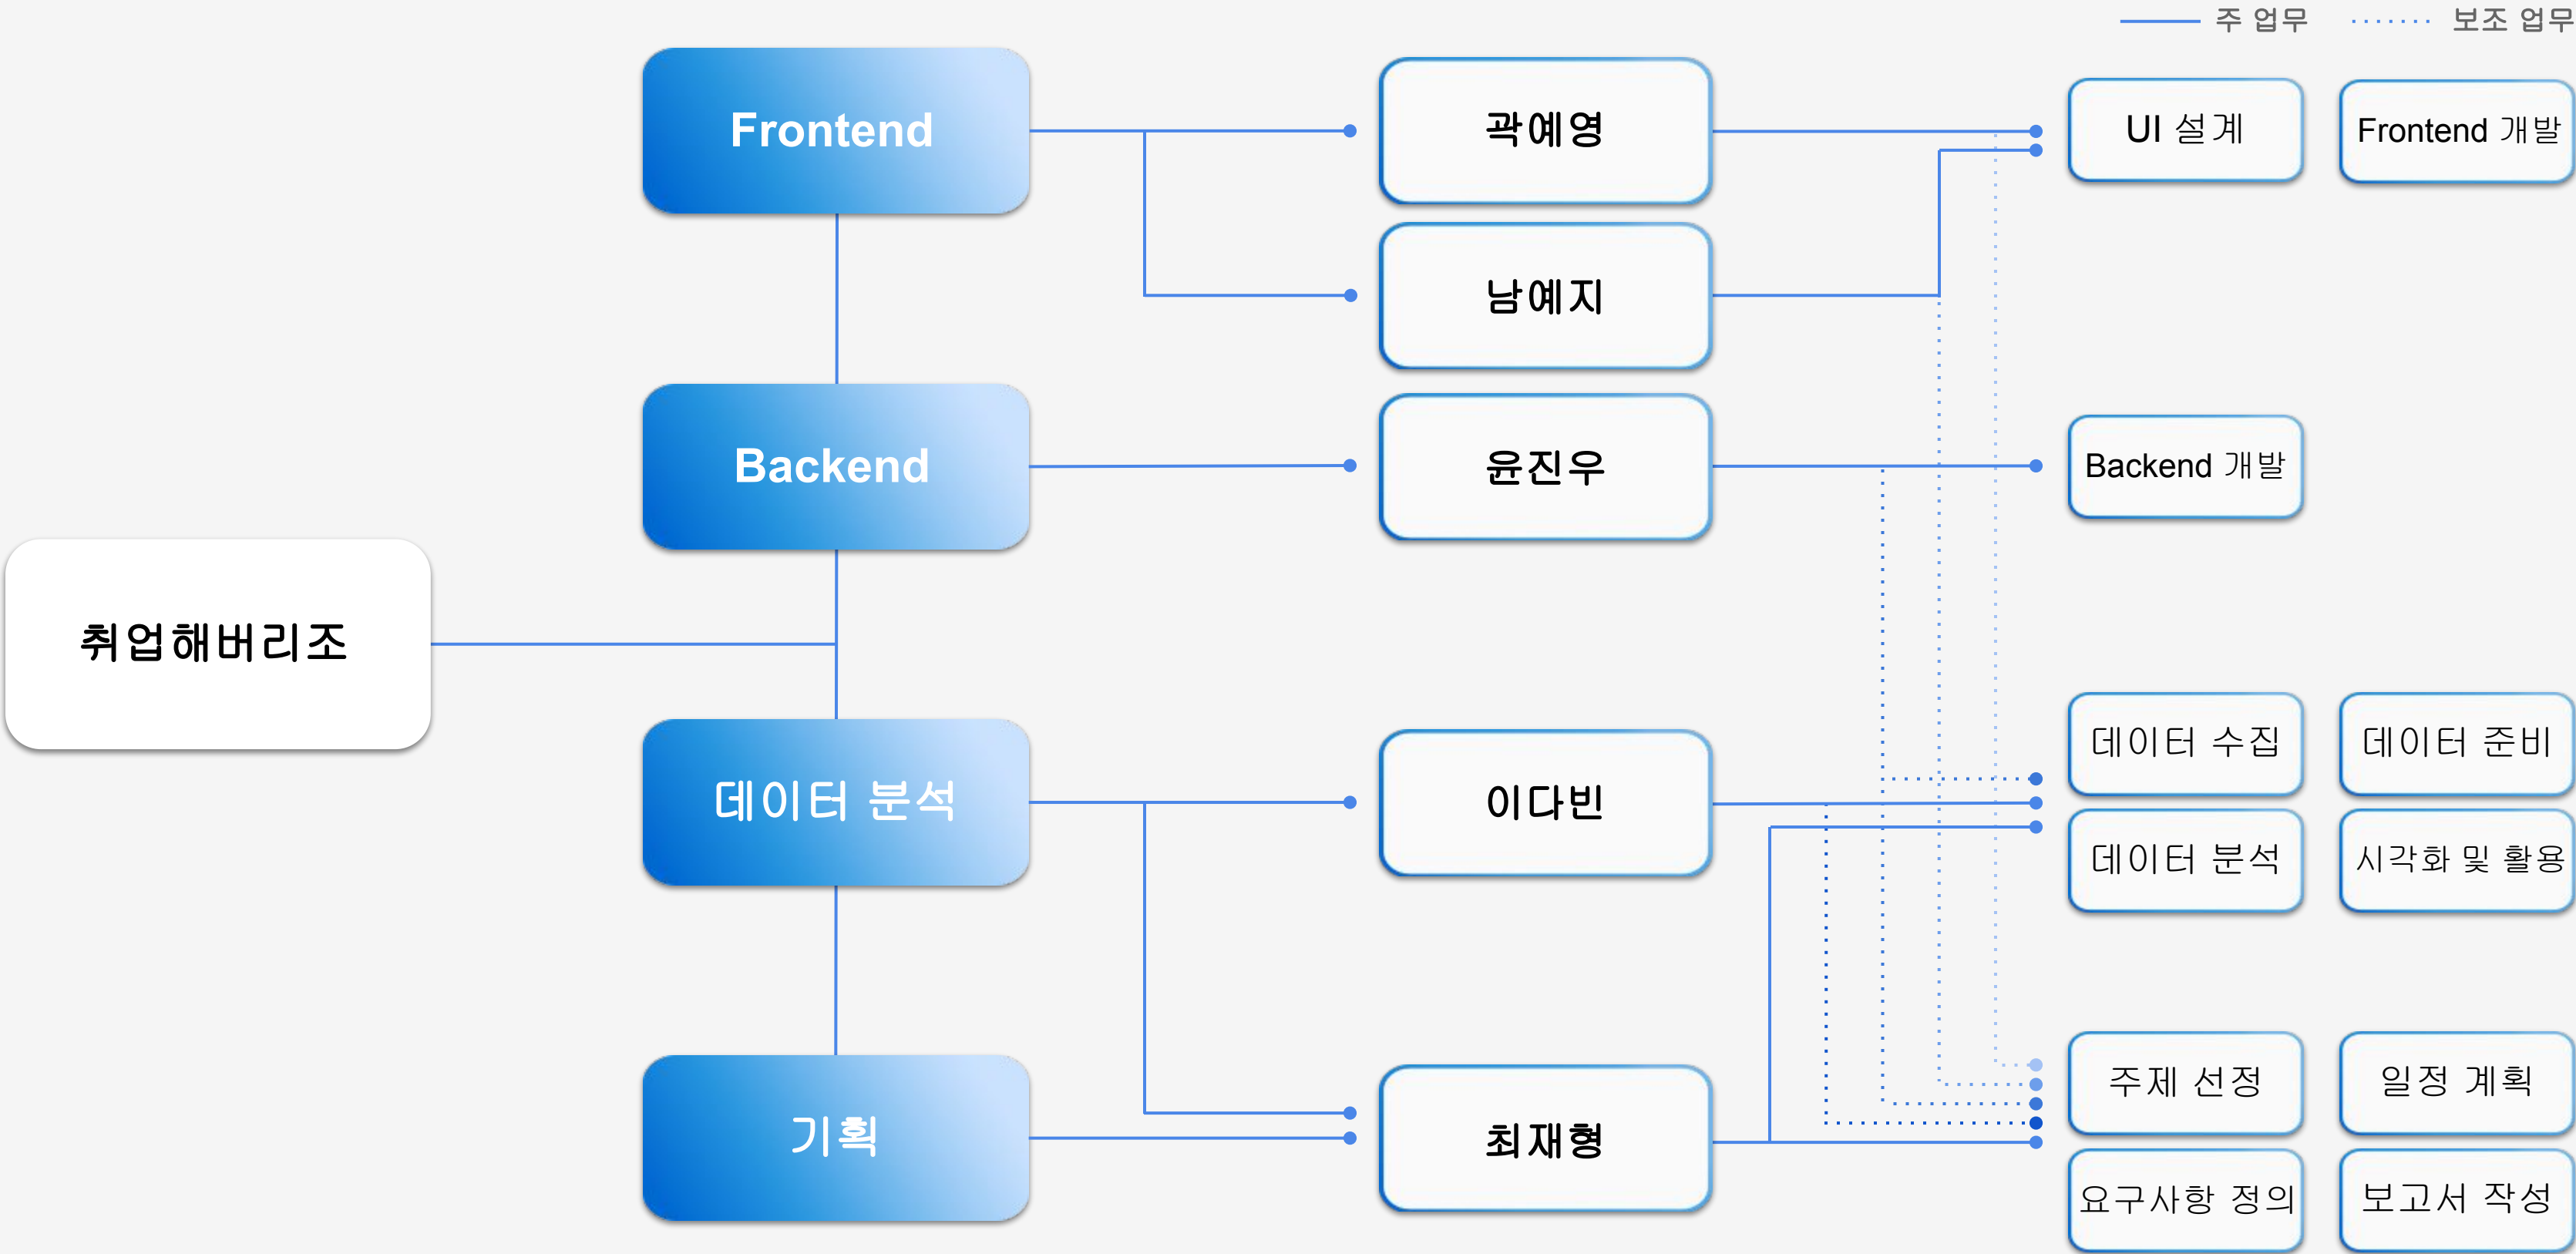 주 업무
보조 업무
Frontend
곽예영
UI 설계
Frontend 개발
남예지
Backend
윤진우
Backend 개발
취업해버리조
데이터 분석
이다빈
데이터 수집
데이터 준비
데이터 분석
시각화 및 활용
기획
최재형
주제 선정
일정 계획
요구사항 정의
보고서 작성